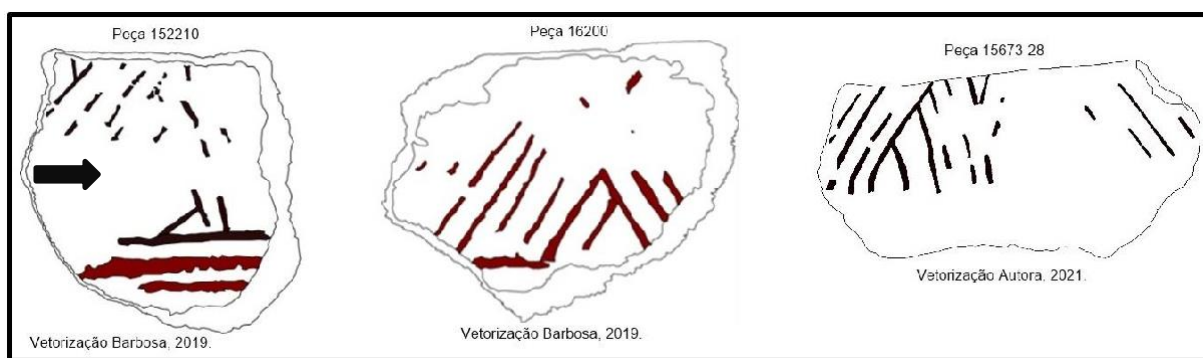 Peça 152210
Peça 16200
Peça 15673 28
Vetorização Barbosa, 2019.
Vetorização Barbosa, 2019.
Vetorização Autora, 2021.